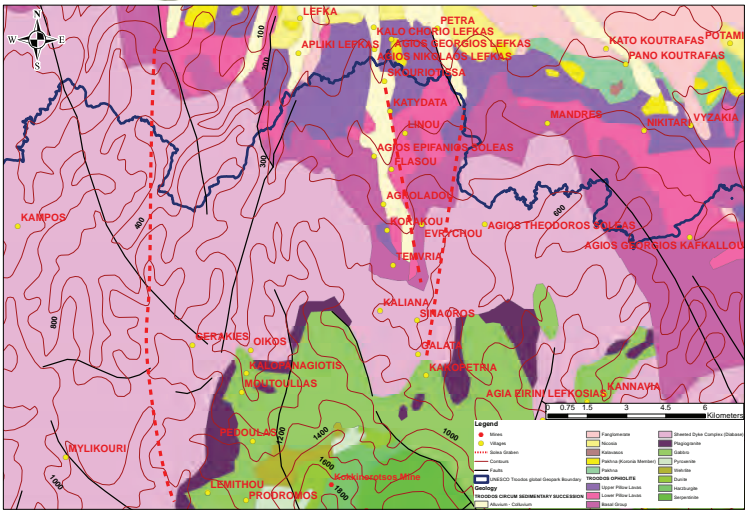 N
W
E
S
LEFKA
PETRA
KALO CHORIO LEFKAS
APLIKI LEFKAS
AGIOS GEORGIOS LEFKAS
AGIOS NIKOLAOS LEFKAS
KATO KOUTRAFAS
POTAMI
PANO KOUTRAFAS
SKOURIOTISSA
KATYDATA
LINOU
MANDRES
NIKITARI
VYZAKIA
AGIOS EPIFANIOS SOLEAS
FLASOU
AGROLADOU
KAMPOS
KORAKOU
EVRYCHOU
AGIOS THEODOROS SOLEAS
AGIOS GEORGIOS KAFKALLOU
TEMVRIA
KALIANA
SINAOROS
GERAKIES
OIKOS
GALATA
KALOPANAGIOTIS
KAKOPETRIA
MOUTOULLAS
AGIA EIRINI LEFKOSIAS
KANNAVIA
PEDOULAS
MYLIKOURI
LEMITHOU
PRODROMOS
Kokkinorotsos Mine
100
200
300
400
600
800
1000
1200
1400
1600
1800
1000
0 0.75 1.5 3 4.5 6
Kilometers
Legend
Mines
Villages
Solea Graben
Contours
Faults
UNESCO Troodos global Geopark Boundary
Geology
TROODOS CIRCUM SEDIMENTARY SUCCESSION
Alluvium - Colluvium
Fanglomerate
Nicosia
Kalavasos
Pakhna (Koronia Member)
Pakhna
TROODOS OPHIOLITE
Upper Pillow Lavas
Lower Pillow Lavas
Basal Group
Sheeted Dyke Complex (Diabase)
Plagiogranite
Gabbro
Pyroxenite
Wehrlite
Dunite
Harzburgite
Serpentinite